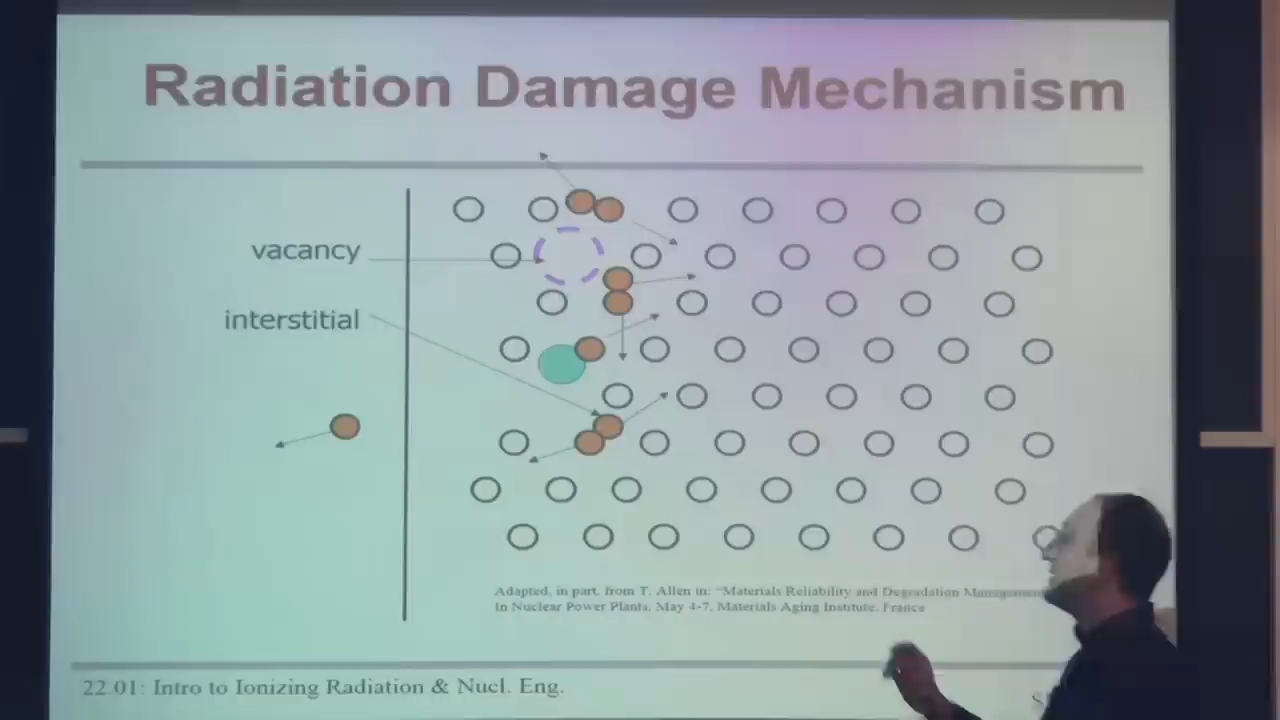 Radiation Damage Mechanism
vacancy
interstitial
Adapted, in part, from T. Allen in: "Materials Reliability and Degradation Management
In Nuclear Power Plants, May 4-7, Materials Aging Institute, France
22.01: Intro to Ionizing Radiation & Nucl. Eng.